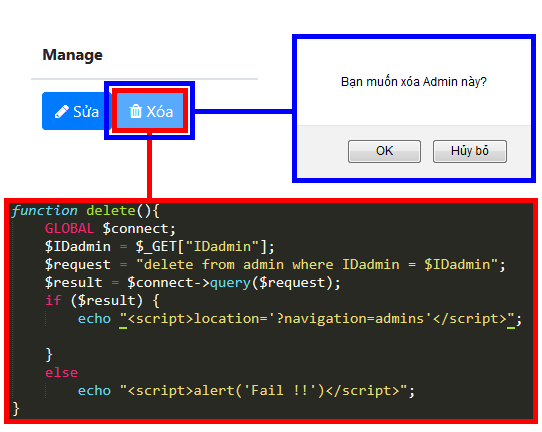 Manage
Sửa
Xóa
Bạn muốn xóa Admin này?
OK
Hủy bỏ
function delete(){
    GLOBAL $connect;
    $IDadmin = $_GET["IDadmin"];
    $request = "delete from admin where IDadmin = $IDadmin";
    $result = $connect->query($request);
    if ($result) {
        echo "<script>location='?navigation=admins'</script>";
    }
    else
        echo "<script>alert('Fail !!')</script>";
}